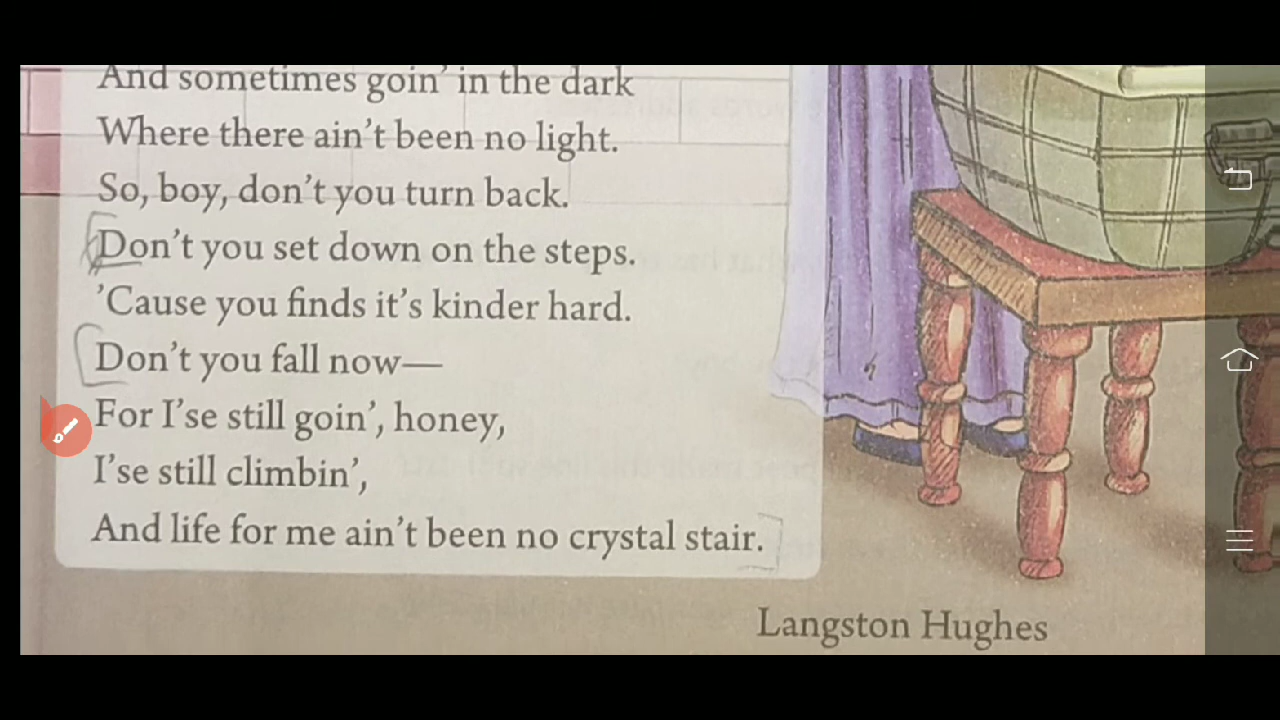 And sometimes goin' in the dark
Where there ain't been no light.
So, boy, don't you turn back.
Don't you set down on the steps.
'Cause you finds it's kinder hard.
Don't you fall now—
For I'se still goin', honey,
I'se still climbin',
And life for me ain't been no crystal stair.
Langston Hughes